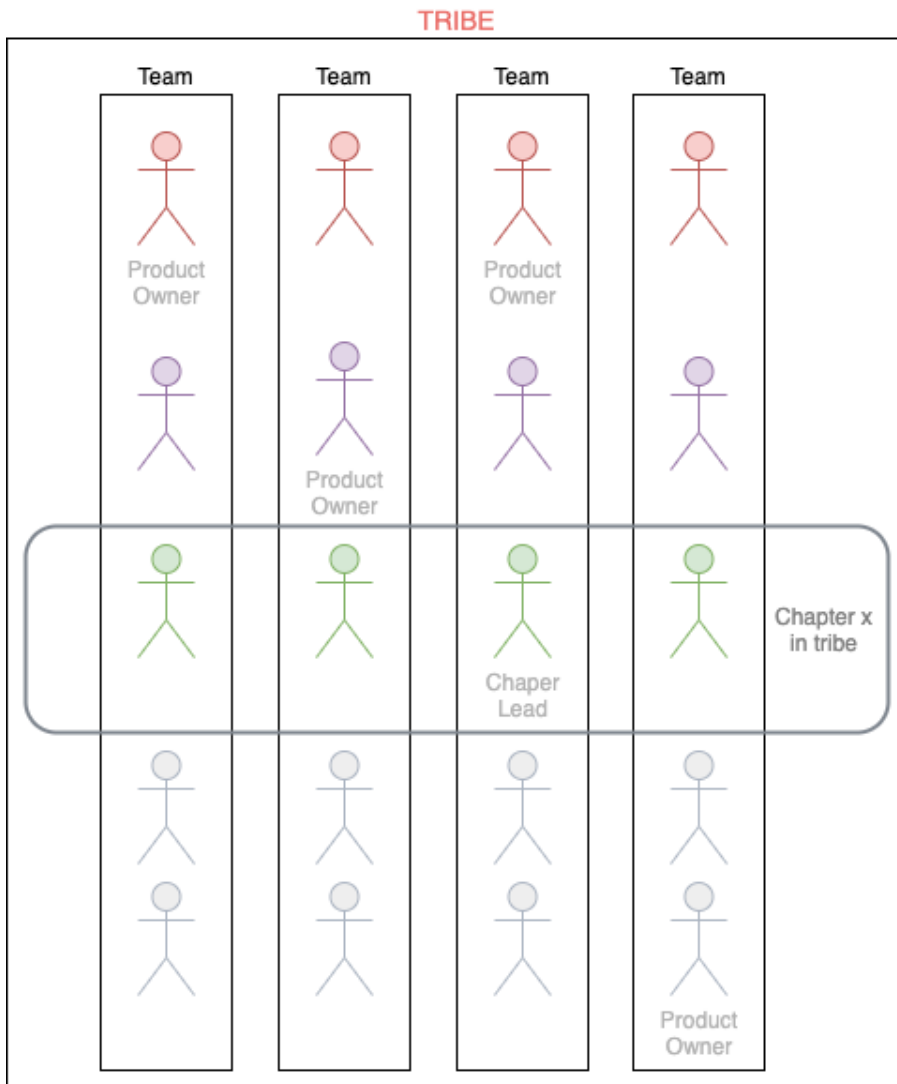 TRIBE
Team
Team
Team
Team
Product
Owner
Product
Owner
Product
Owner
Chapter x
in tribe
Chaper
Lead
Product
Owner